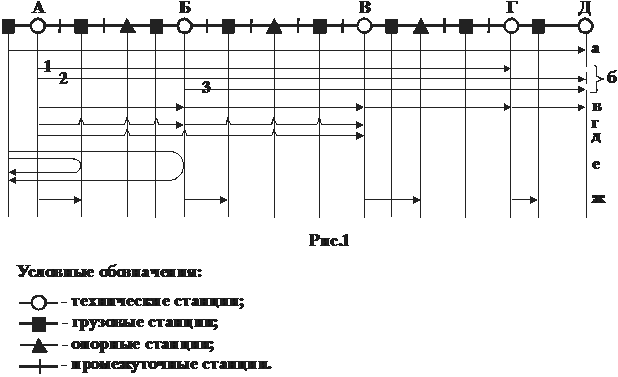 А Б В Г Д
а
1
2
б
3
в
г
д
е
ж
Рис.1
Условные обозначения:
- технические станции;
- грузовые станции;
- опорные станции;
- промежуточные станции.